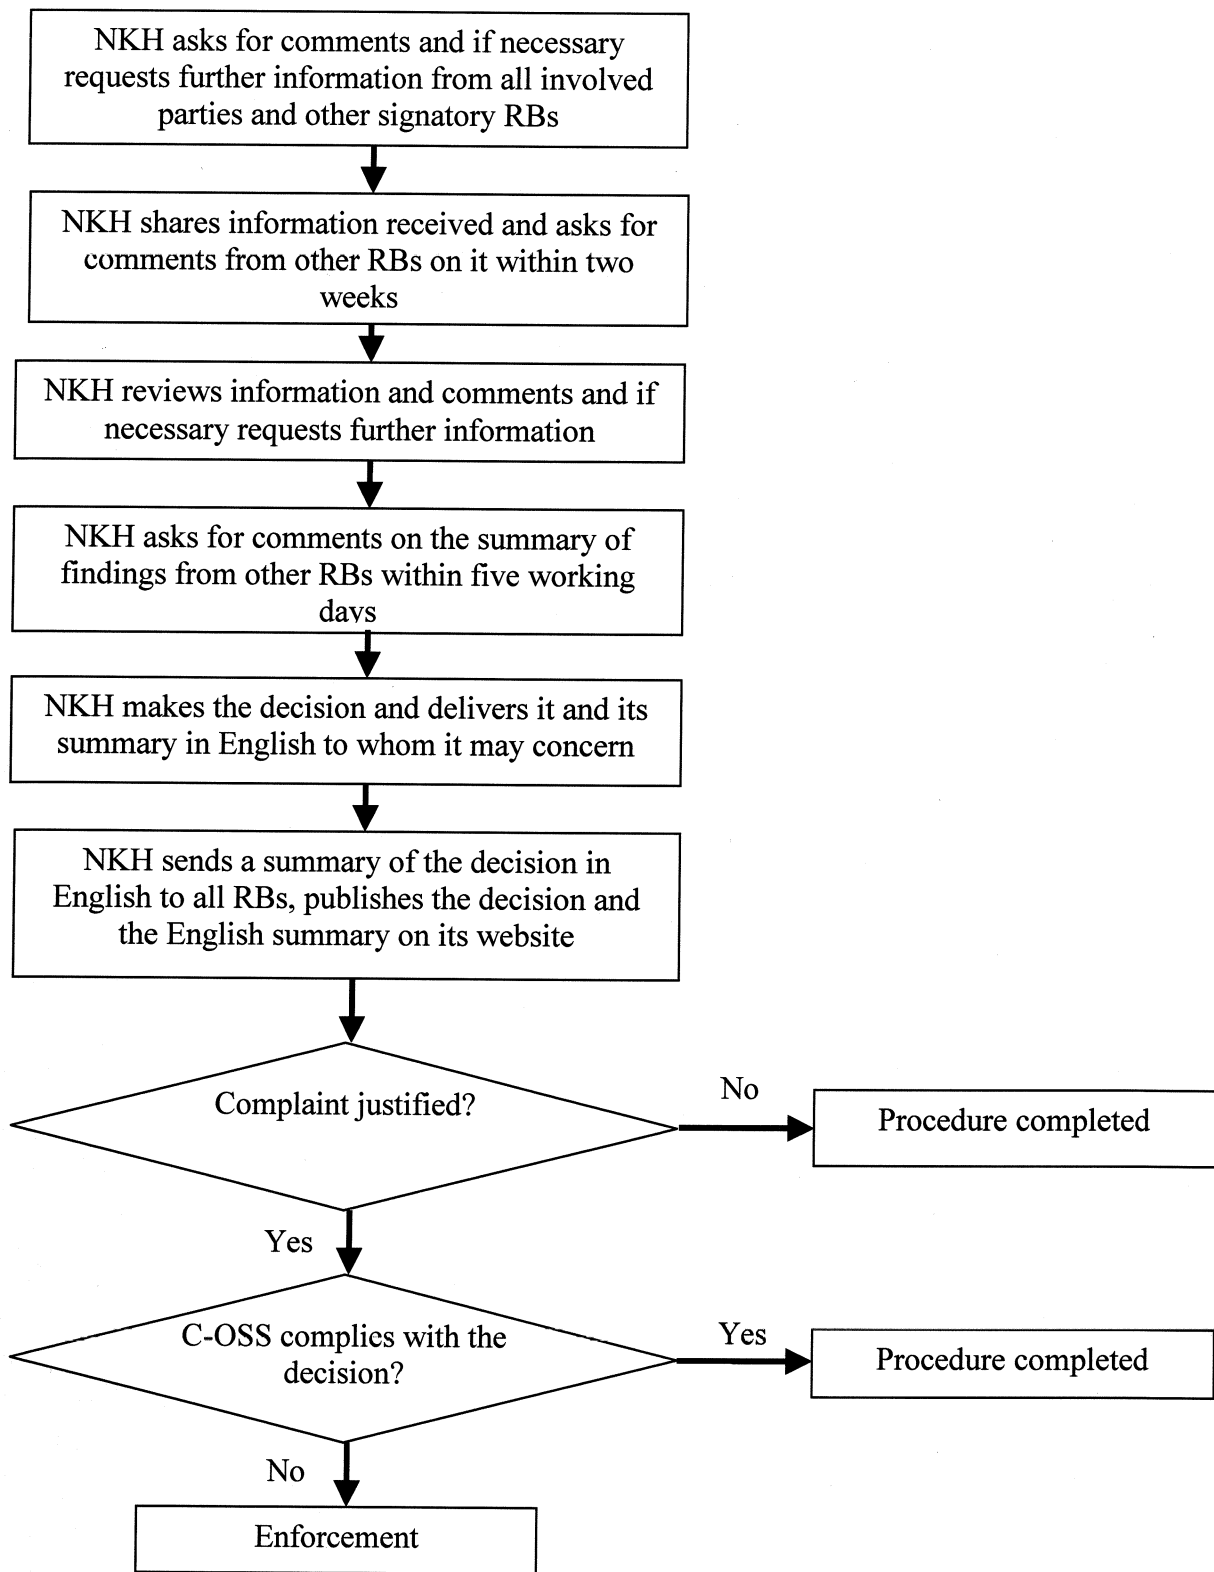 NKH asks for comments and if necessary
requests further information from all involved
parties and other signatory RBs
NKH shares information received and asks for
comments from other RBs on it within two
weeks
NKH reviews information and comments and if
necessary requests further information
NKH asks for comments on the summary of
findings from other RBs within five working
days
NKH makes the decision and delivers it and its
summary in English to whom it may concern
NKH sends a summary of the decision in
English to all RBs, publishes the decision and
the English summary on its website
Complaint justified?
No
Procedure completed
Yes
C-OSS complies with the
decision?
Yes
Procedure completed
No
Enforcement